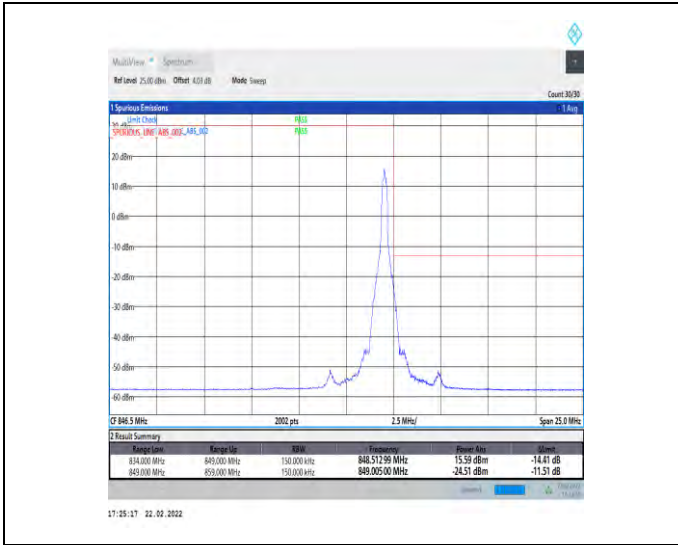 MultiView Spectrum
Ref Level 25.00 dBm Offset 4.03 dB Mode Sweep
Count 30/30
1 Spurious Emissions 1 Avg
Limit Check PASS
PASS
20 dBm
10 dBm
0 dBm
-10 dBm
-20 dBm
-30 dBm
-40 dBm
-50 dBm
-60 dBm
CF 846.5 MHz 2002 pts 2.5 MHz/ Span 25.0 MHz
2 Result Summary
Range Low Range Up RBW Frequency Power Abs ΔLimit
834.000 MHz 849.000 MHz 150.000 kHz 848.51299 MHz 15.59 dBm -14.41 dB
849.000 MHz 859.000 MHz 150.000 kHz 849.00500 MHz -24.51 dBm -11.51 dB
17:25:17 22.02.2022